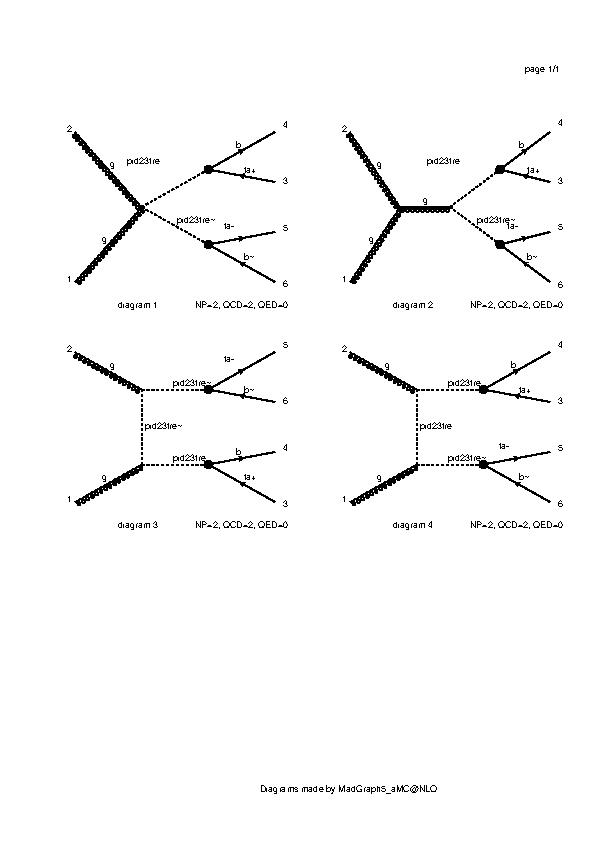 page 1/1
2
g
pid231re
b
4
ta+
3
g
pid231re~
ta-
5
b~
1
6
diagram 1 NP=2, QCD=2, QED=0
2
g
pid231re
b
4
ta+
3
g
g
pid231re~
ta-
5
b~
1
6
diagram 2 NP=2, QCD=2, QED=0
2
g
pid231re~
ta-
5
b~
6
pid231re~
g
pid231re
b
4
ta+
1
3
diagram 3 NP=2, QCD=2, QED=0
2
g
pid231re
b
4
ta+
3
pid231re
g
pid231re~
ta-
5
b~
1
6
diagram 4 NP=2, QCD=2, QED=0
Diagrams made by MadGraph5_aMC@NLO